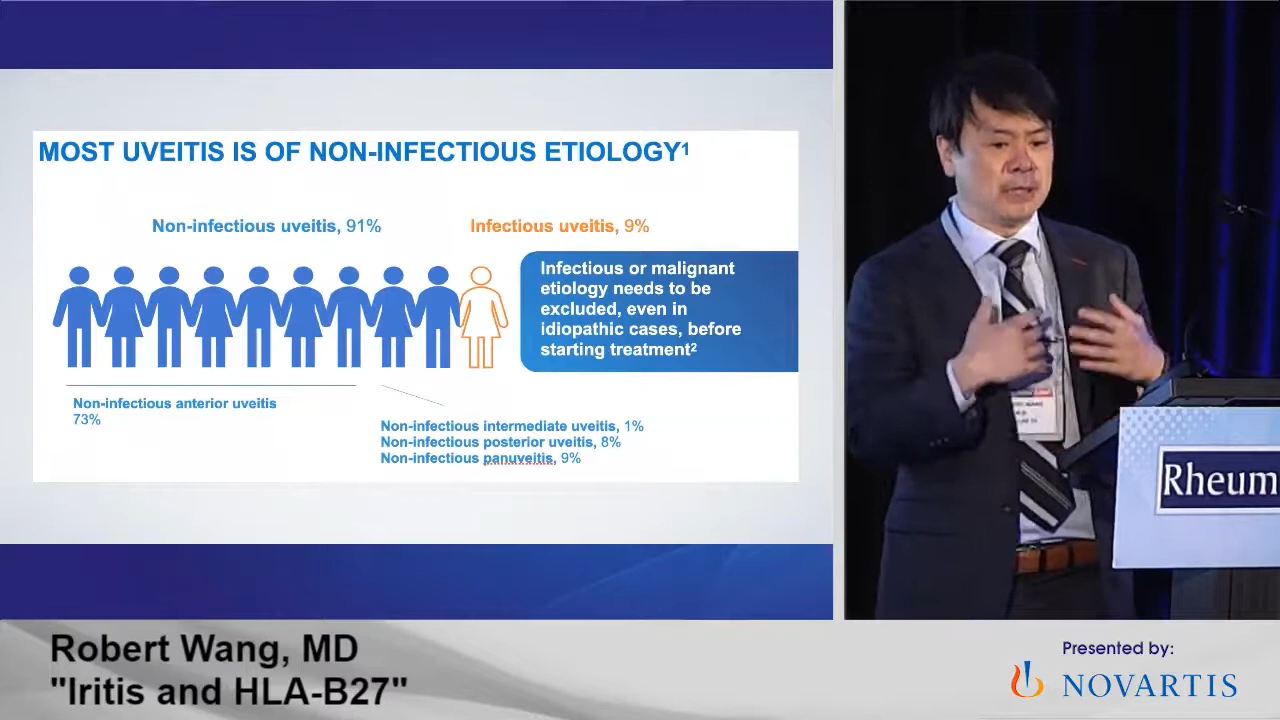 MOST UVEITIS IS OF NON-INFECTIOUS ETIOLOGY¹
Non-infectious uveitis, 91%
Infectious uveitis, 9%
Infectious or malignant
etiology needs to be
excluded, even in
idiopathic cases, before
starting treatment²
Non-infectious anterior uveitis
73%
Non-infectious intermediate uveitis, 1%
Non-infectious posterior uveitis, 8%
Non-infectious panuveitis, 9%
Rheum
Robert Wang, MD
"Iritis and HLA-B27"
Presented by:
NOVARTIS